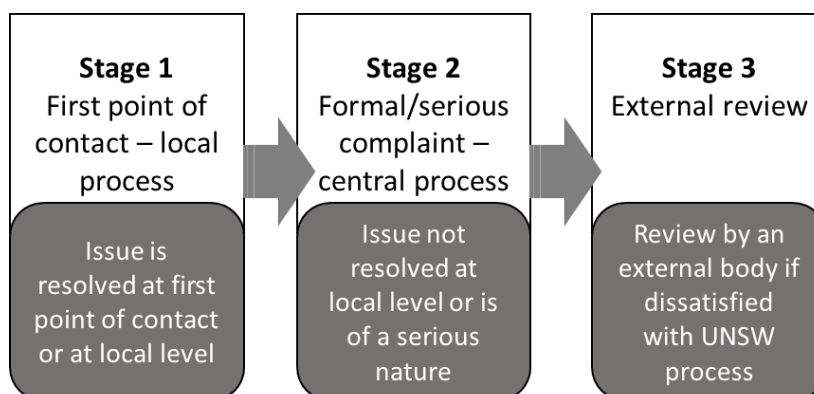 Stage 1
First point of
contact – local
process
Issue is
resolved at first
point of contact
or at local level
Stage 2
Formal/serious
complaint –
central process
Issue not
resolved at
local level or is
of a serious
nature
Stage 3
External review
Review by an
external body if
dissatisfied
with UNSW
process